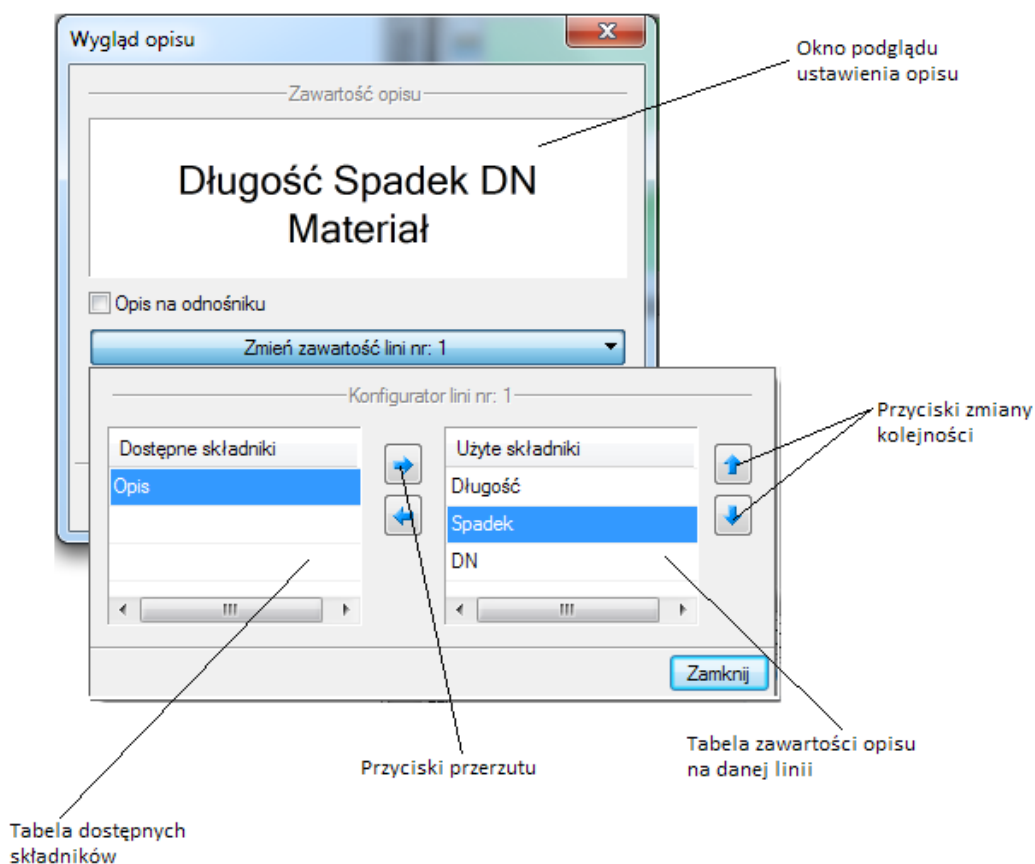 Wygląd opisu
Okno podglądu
ustawienia opisu
Zawartość opisu
Długość Spadek DN
Materiał
Opis na odnośniku
Zmień zawartość lini nr: 1
Konfigurator lini nr: 1
Przyciski zmiany
kolejności
Dostępne składniki
Użyte składniki
Opis
Długość
Spadek
DN
Zamknij
Tabela zawartości opisu
na danej linii
Przyciski przerzutu
Tabela dostępnych
składników